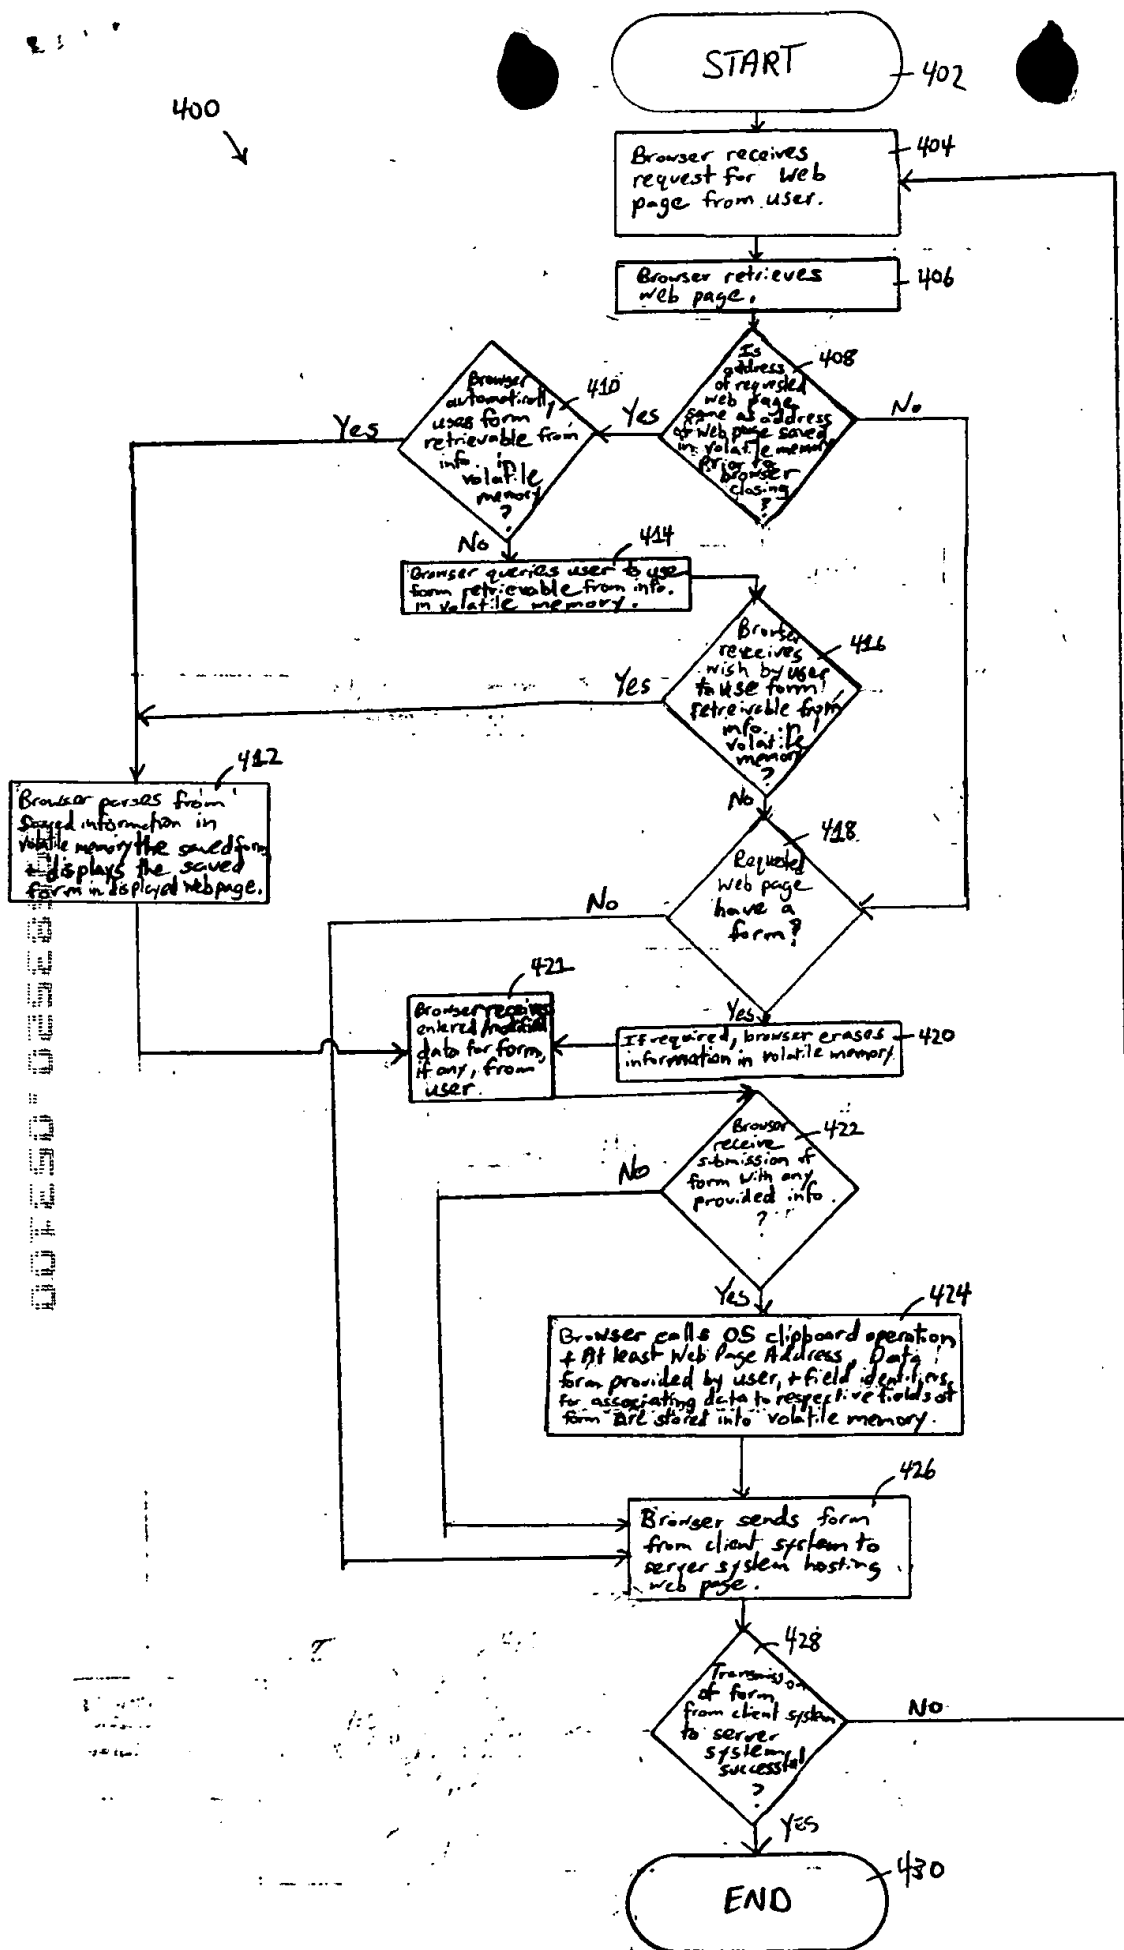 400
START
402
Browser receives
request for Web
page from user.
404
Browser retrieves
web page.
406
Is
address
of requested
web page
same as address
of web page saved
in volatile memory
prior to
browser
closing
?
408
Yes
No
Browser
automatically
uses form
retrievable from
info. in
volatile
memory
?
410
Yes
No
Browser queries user to use
form retrievable from info.
in volatile memory.
414
Browser
receives
wish by user
to use form
retreivable from
info. in
volatile
memory
?
416
Yes
No
Browser parses from
saved information in
volatile memory the saved form
+ displays the saved
form in displayed webpage.
412
Requested
web page
have a
form?
418
No
Yes
Browser receives
entered/modified
data for form,
if any, from
user.
421
If required, browser erases
information in volatile memory.
420
Browser
receive
submission of
form with any
provided info
?
422
No
Yes
Browser calls OS clipboard operation
+ At least Web Page Address, Data
form provided by user, + field
for associating data to respective fields of
form are stored into volatile memory.
424
Browser sends form
from client system to
server system hosting
web page.
426
Transmission
of form
from client system
to server
system
successful
?
428
NO
YES
END
430